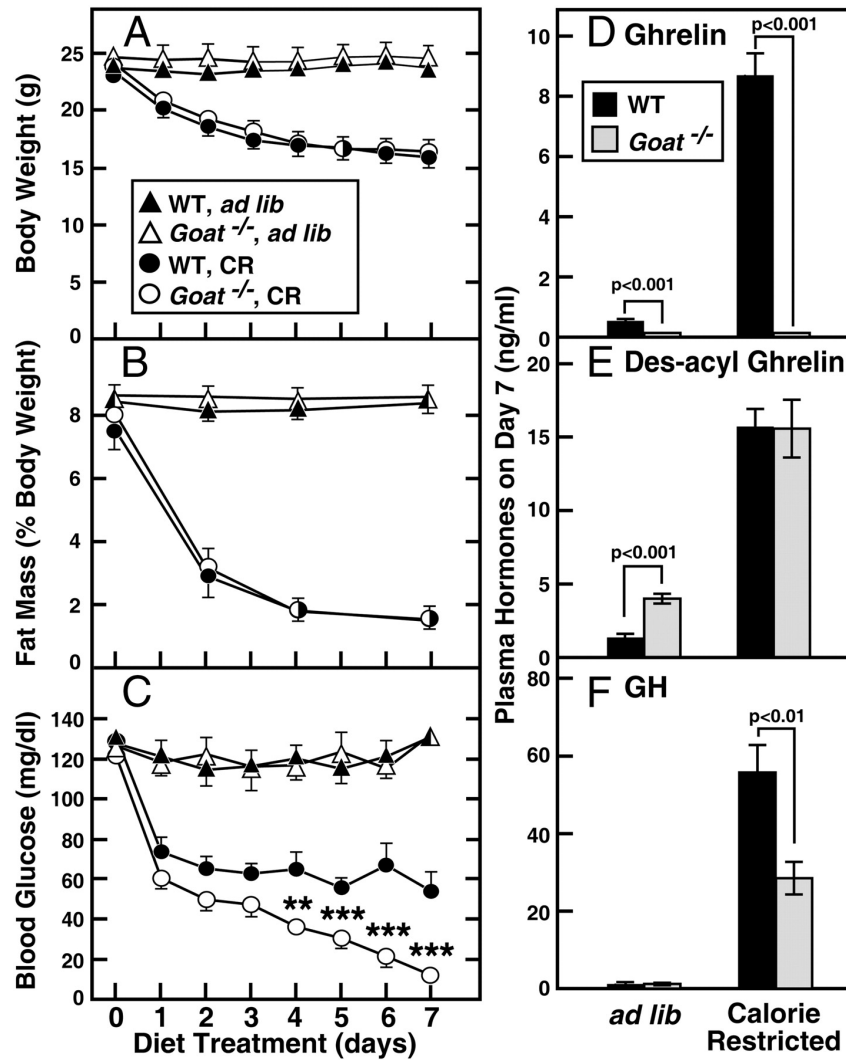 A
Body Weight (g)
25
20
15
10
25
0
WT, ad lib
Goat -/-, ad lib
WT, CR
Goat -/-, CR
B
Fat Mass (% Body Weight)
8
6
4
2
0
C
Blood Glucose (mg/dl)
140
120
100
80
60
40
20
0
**
***
***
***
0 1 2 3 4 5 6 7
Diet Treatment (days)
Plasma Hormones on Day 7 (ng/ml)
D Ghrelin
p<0.001
10
8
6
4
2
0
WT
Goat -/-
p<0.001
E Des-acyl Ghrelin
20
15
10
5
0
p<0.001
F GH
p<0.01
80
60
40
20
0
ad lib
Calorie
Restricted